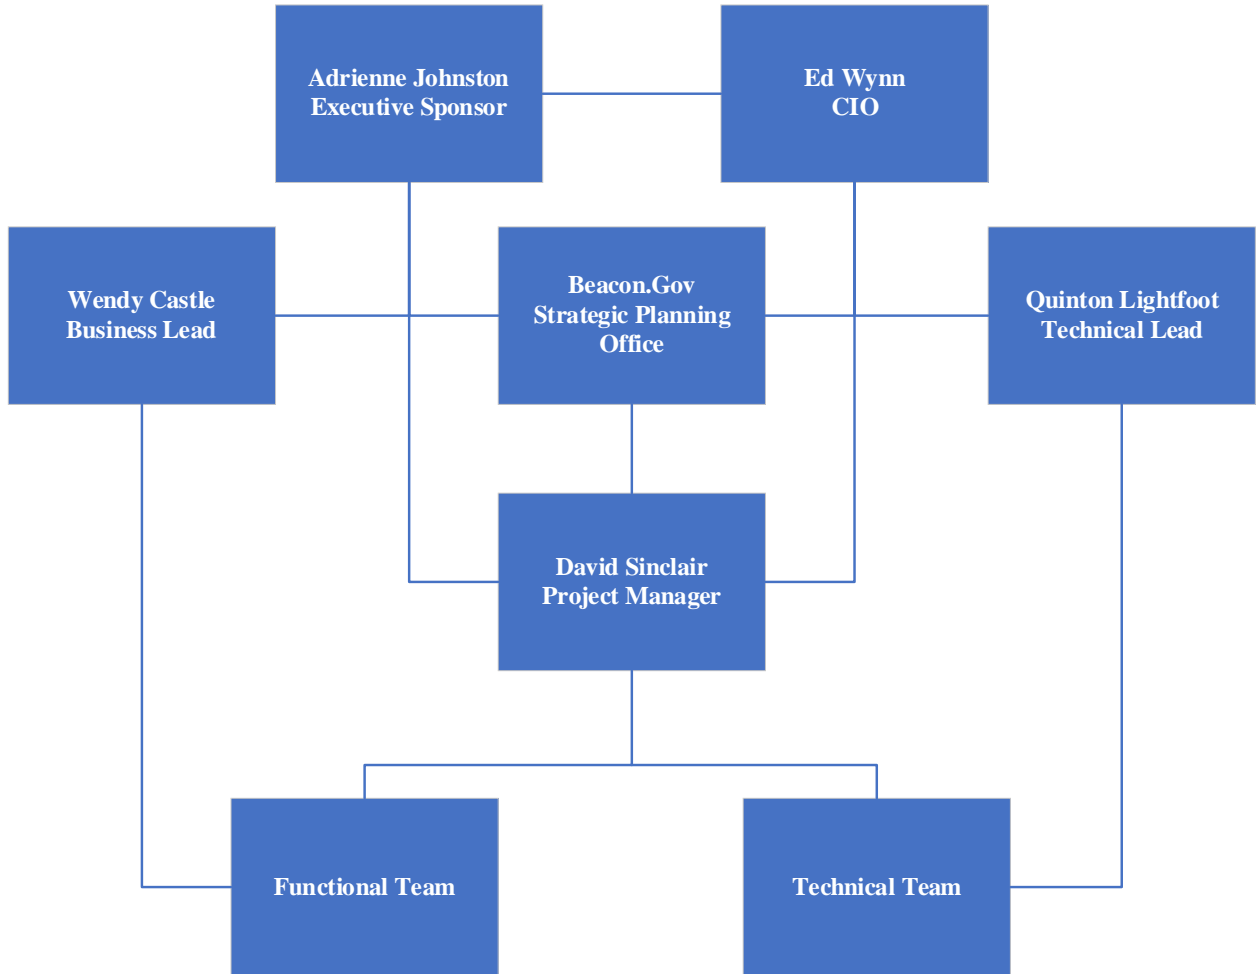 Adrienne Johnston
Executive Sponsor
Ed Wynn
CIO
Wendy Castle
Business Lead
Beacon.Gov
Strategic Planning
Office
Quinton Lightfoot
Technical Lead
David Sinclair
Project Manager
Functional Team
Technical Team